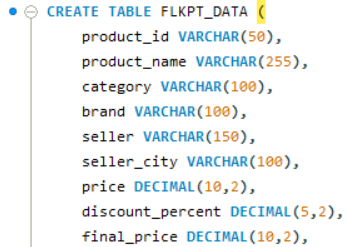 CREATE TABLE FLKPT_DATA (
product_id VARCHAR(50),
product_name VARCHAR(255),
category VARCHAR(100),
brand VARCHAR(100),
seller VARCHAR(150),
seller_city VARCHAR(100),
price DECIMAL(10,2),
discount_percent DECIMAL(5,2),
final_price DECIMAL(10,2),